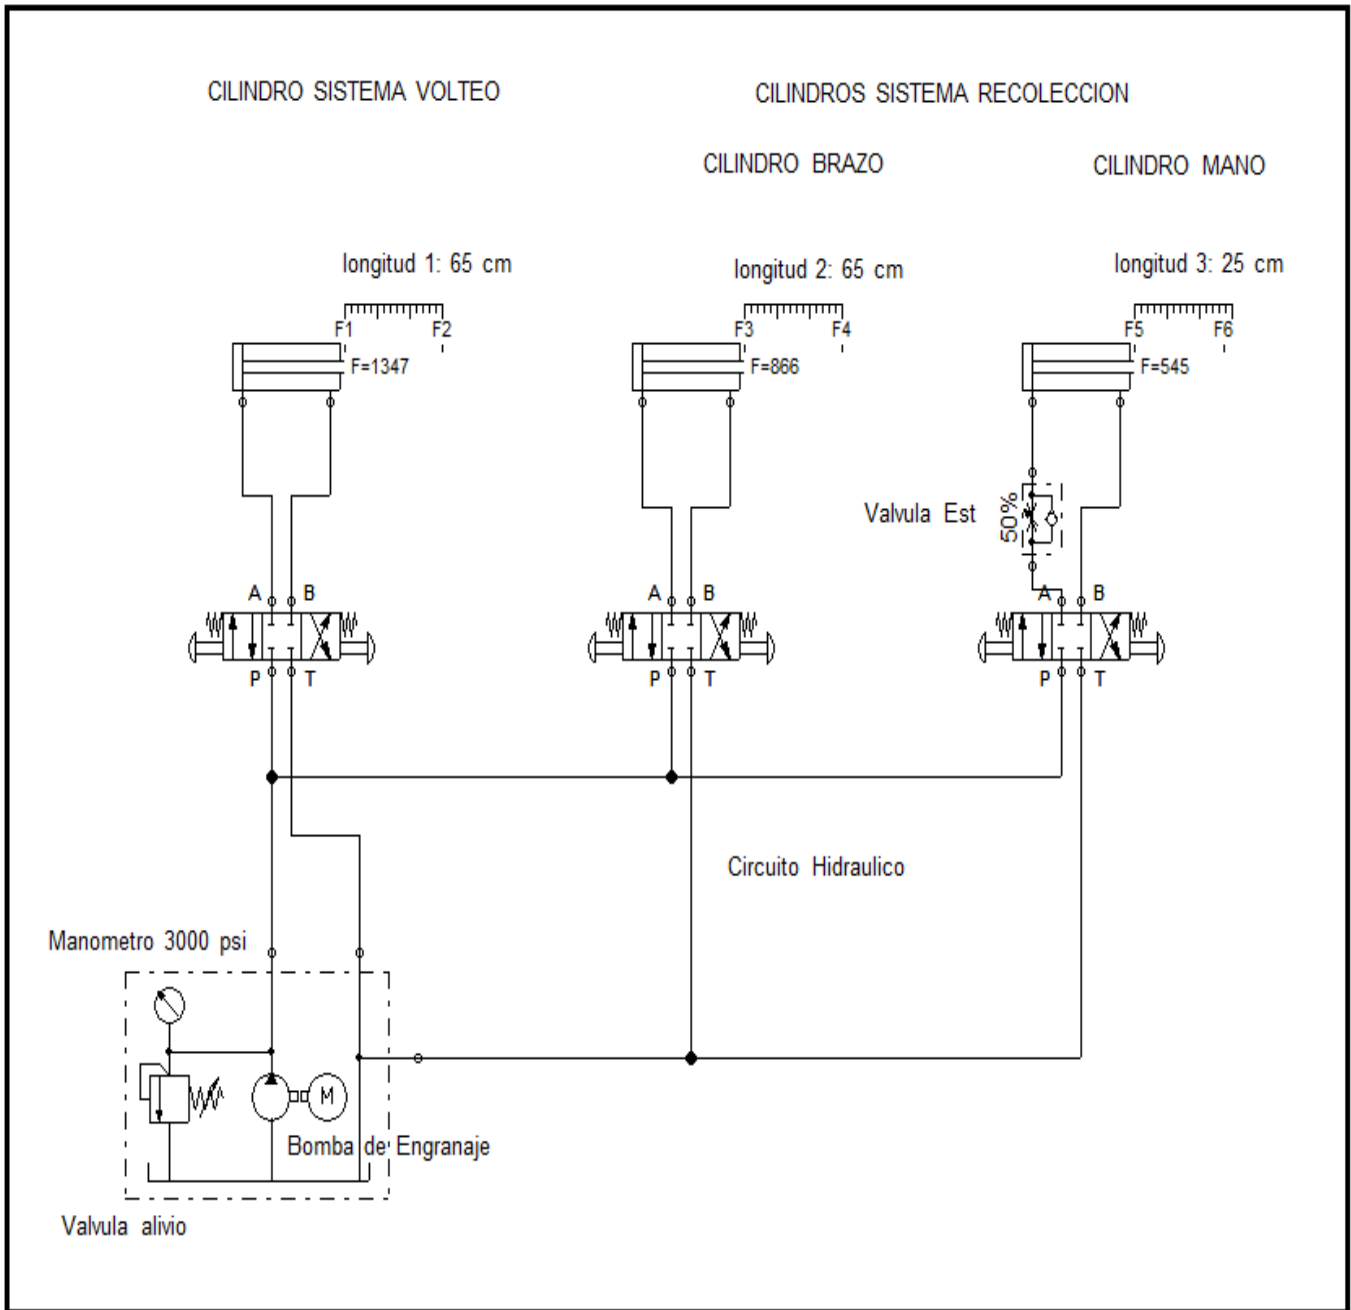 CILINDRO SISTEMA VOLTEO
CILINDROS SISTEMA RECOLECCION
CILINDRO BRAZO
CILINDRO MANO
longitud 1: 65 cm
longitud 2: 65 cm
longitud 3: 25 cm
F1 F2
F3 F4
F5 F6
F=1347
F=866
F=545
Valvula Est
50%
A B
A B
A B
P T
P T
P T
Circuito Hidraulico
Manometro 3000 psi
M
Bomba de Engranaje
Valvula alivio